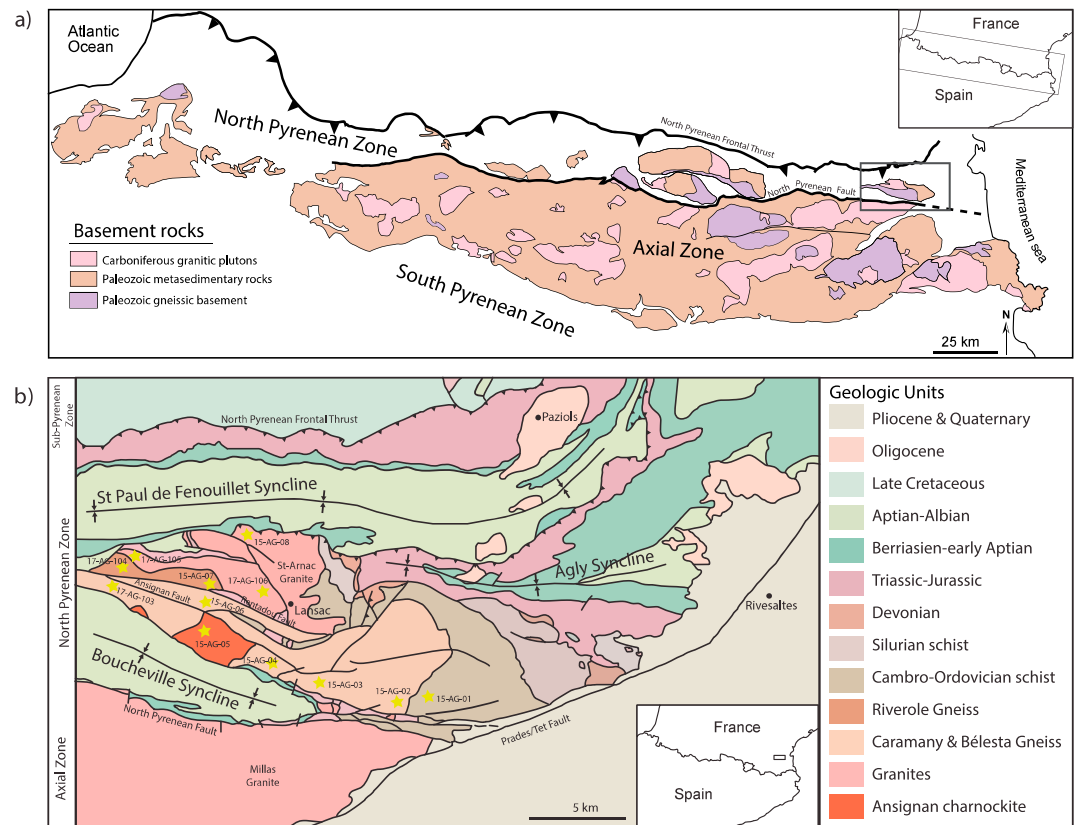 a)
Atlantic
Ocean
France
Spain
North Pyrenean Zone
North Pyrenean Frontal Thrust
North Pyrenean Fault
Mediterranean sea
Basement rocks
Carboniferous granitic plutons
Paleozoic metasedimentary rocks
Paleozoic gneissic basement
Axial Zone
South Pyrenean Zone
N
25 km
b)
Sub-Pyrenean
Zone
North Pyrenean Zone
Axial Zone
North Pyrenean Frontal Thrust
Paziols
St Paul de Fenouillet Syncline
15-AG-08
17-AG-104
17-AG-105
St-Arnac
Granite
15-AG-07
17-AG-106
Agly Syncline
Ansignan Fault
17-AG-103
15-AG-06
Rentadou Fault
Lansac
Rivesaltes
15-AG-05
15-AG-04
Boucheville Syncline
15-AG-03
15-AG-02
15-AG-01
North Pyrenean Fault
Prades/Tet Fault
Millas
Granite
5 km
France
Spain
Geologic Units
Pliocene & Quaternary
Oligocene
Late Cretaceous
Aptian-Albian
Berriasien-early Aptian
Triassic-Jurassic
Devonian
Silurian schist
Cambro-Ordovician schist
Riverole Gneiss
Caramany & Bélesta Gneiss
Granites
Ansignan charnockite